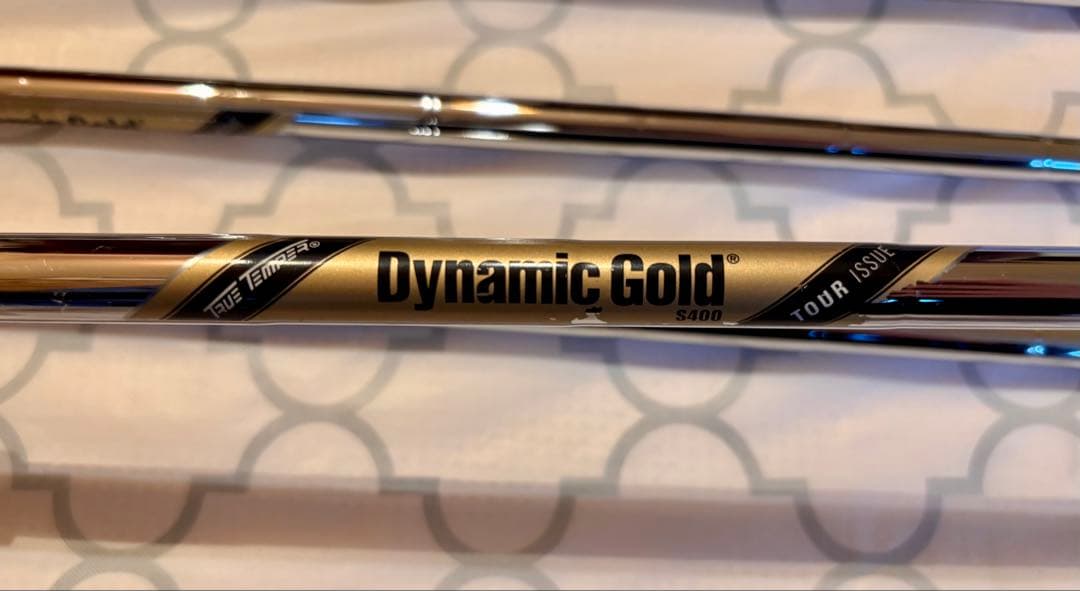 TRUE TEMPER®
Dynamic Gold®
S400
TOUR ISSUE